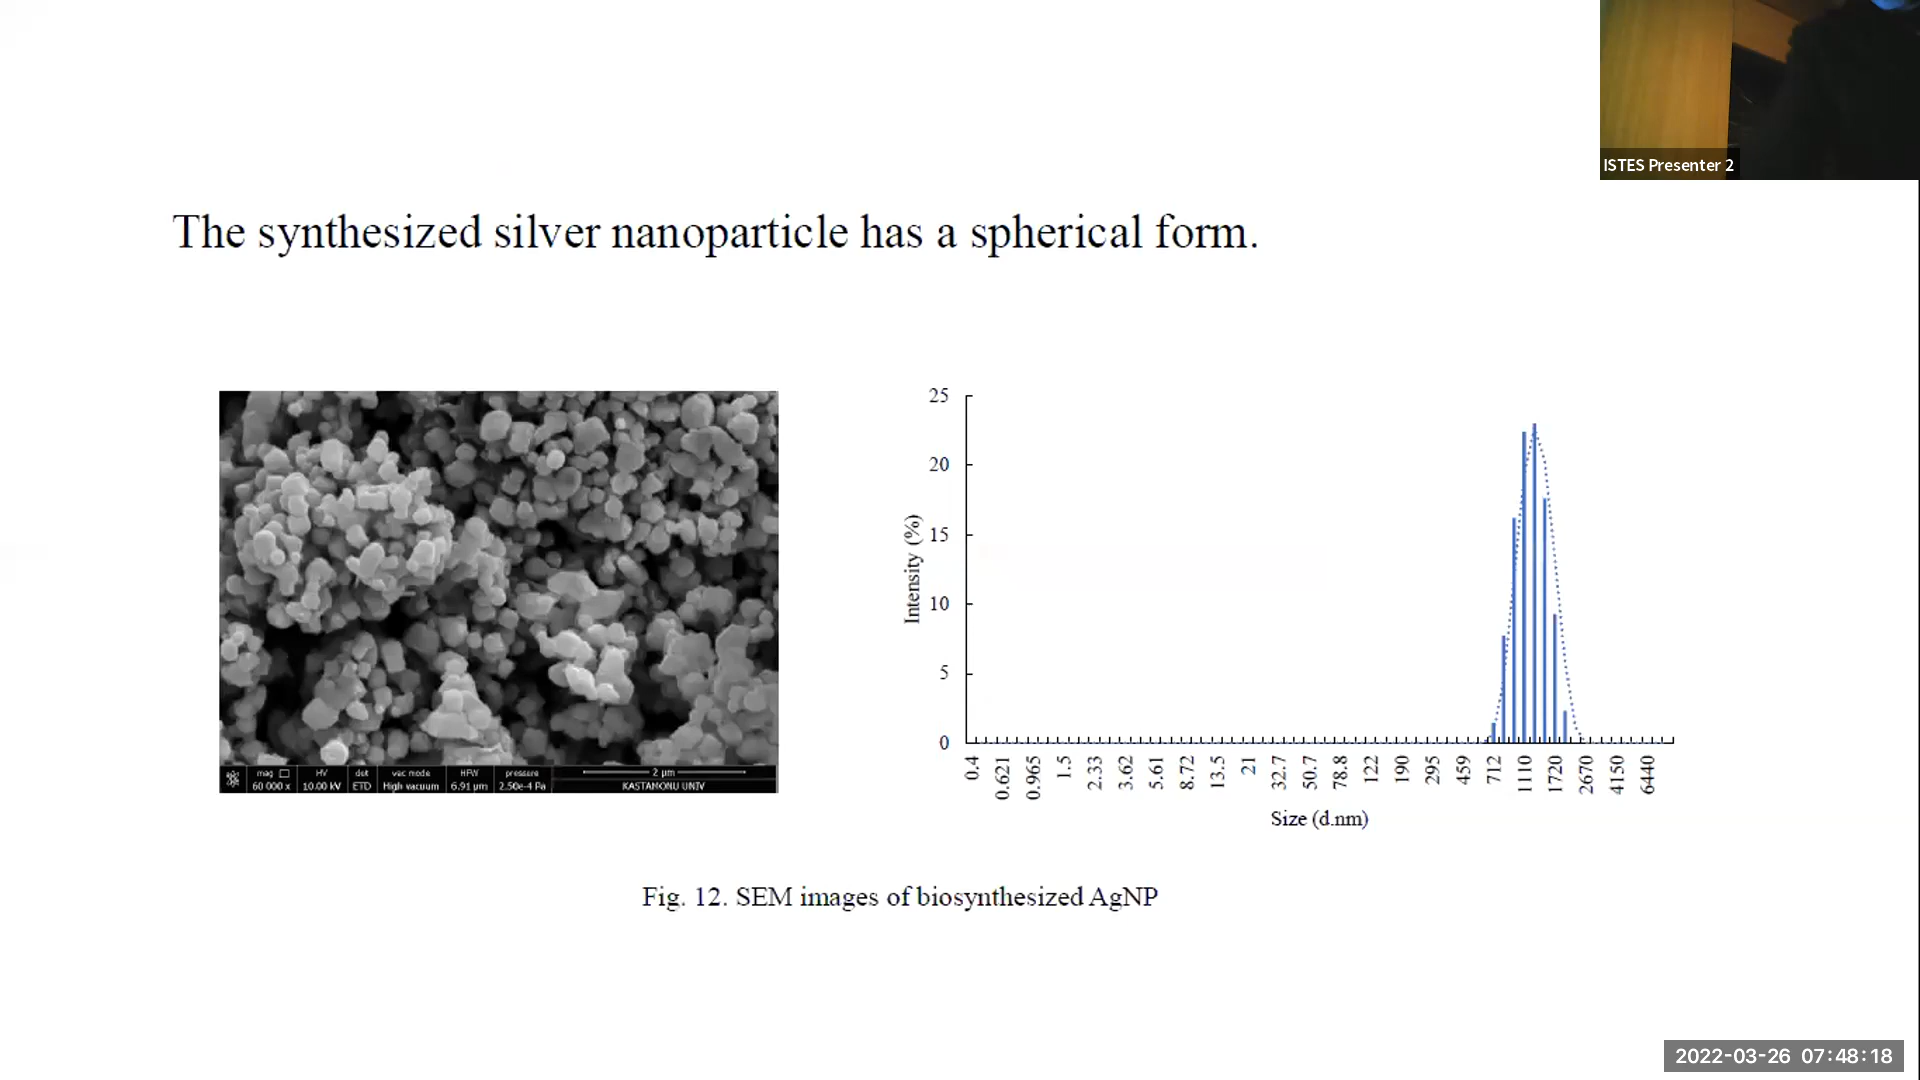 ISTES Presenter 2
The synthesized silver nanoparticle has a spherical form.
mag HV det vac mode HFW pressure 2 µm
60 000 x 10.00 kV ETD High vacuum 6.91 µm 2.50e-4 Pa KASTAMONU UNIV
Intensity (%)
25
20
15
10
5
0
0.4 0.621 0.965 1.5 2.33 3.62 5.61 8.72 13.5 21 32.7 50.7 78.8 122 190 295 459 712 1110 1720 2670 4150 6440
Size (d.nm)
Fig. 12. SEM images of biosynthesized AgNP
2022-03-26 07:48:18